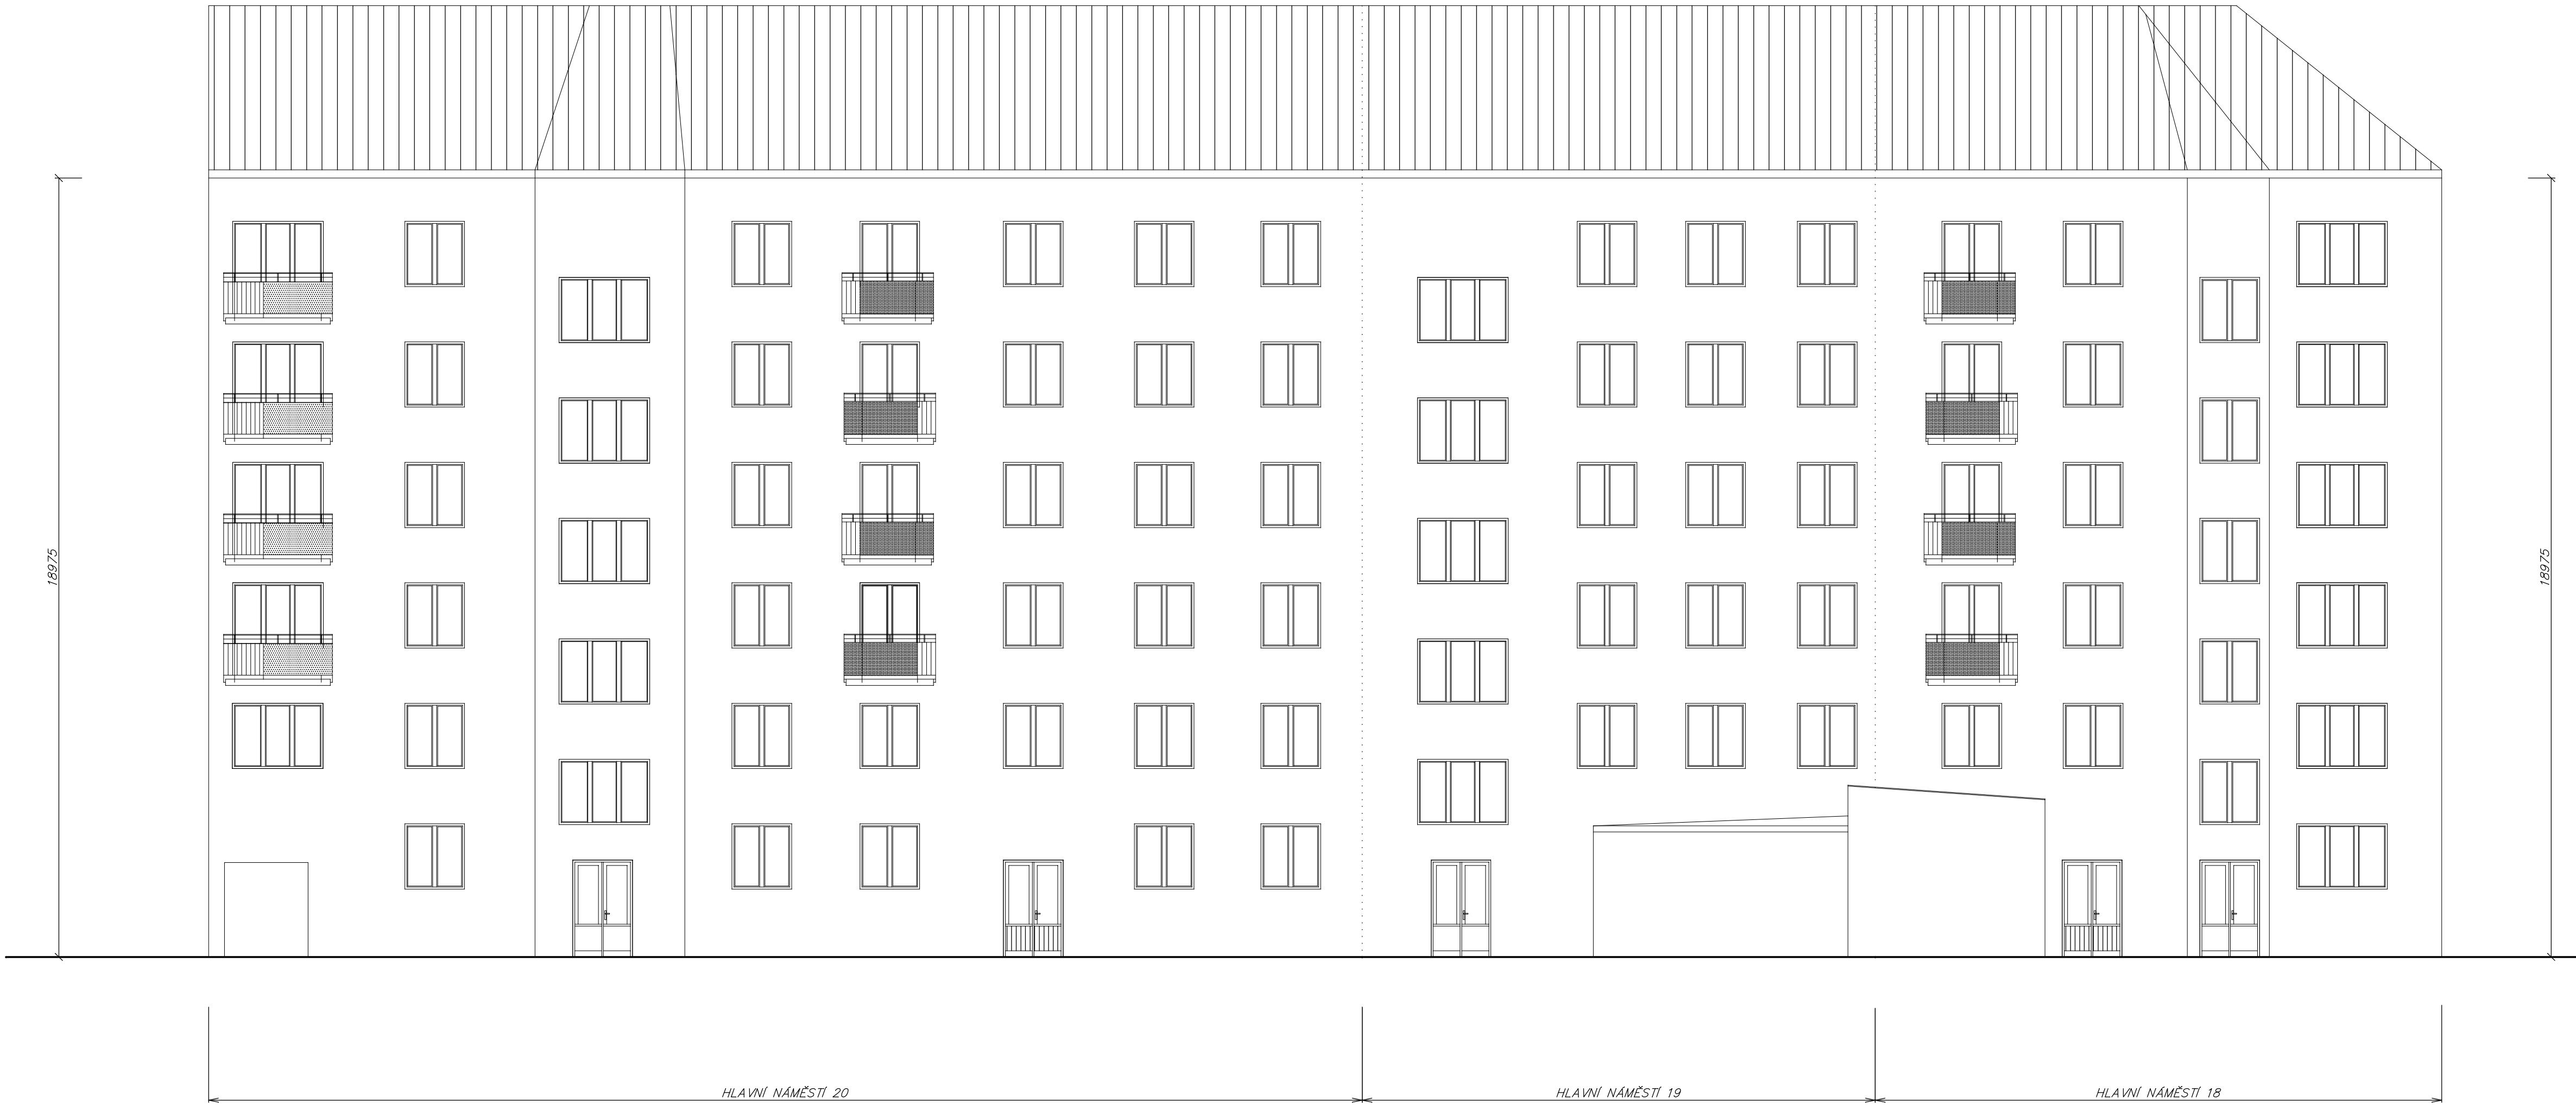 18975
18975
HLAVNÍ NÁMĚSTÍ 20
HLAVNÍ NÁMĚSTÍ 19
HLAVNÍ NÁMĚSTÍ 18